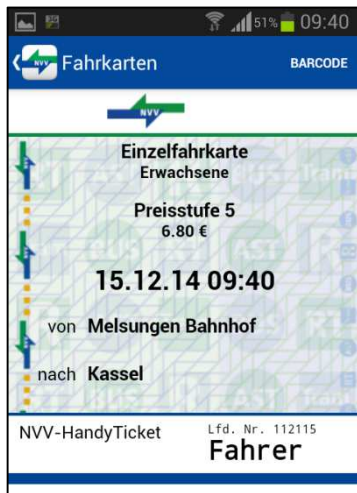 51% 09:40
Fahrkarten BARCODE
NVV
Einzelfahrkarte
Erwachsene
Preisstufe 5
6.80 €
15.12.14 09:40
von Melsungen Bahnhof
nach Kassel
NVV-HandyTicket Lfd. Nr. 112115
Fahrer